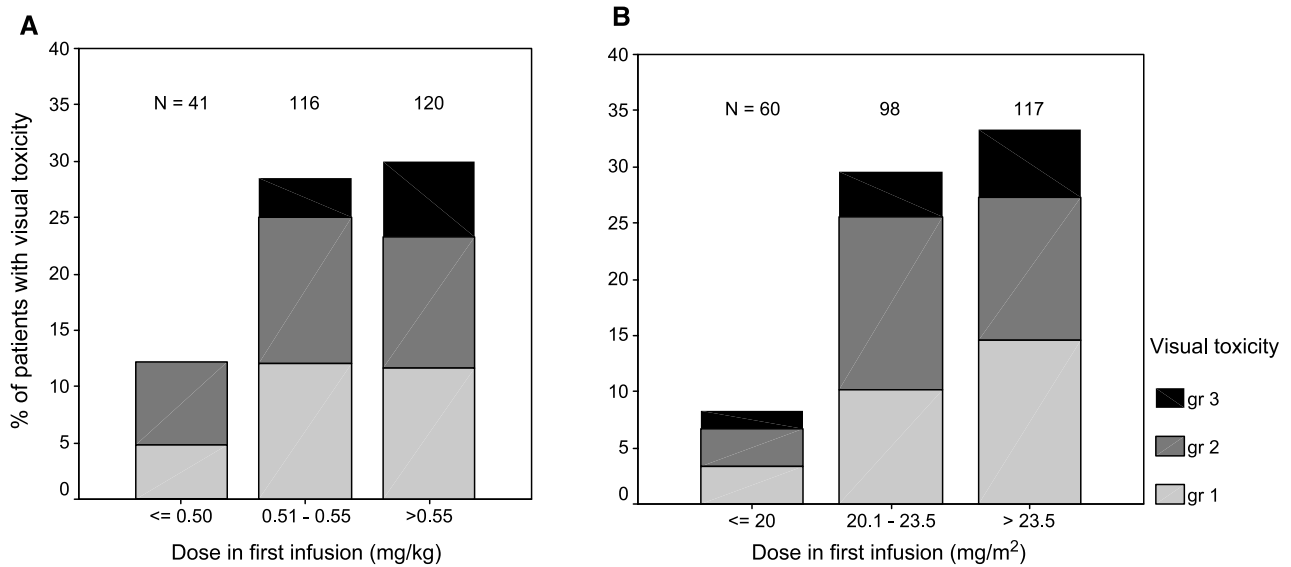 A
% of patients with visual toxicity
40
35
30
25
20
15
10
5
0
N = 41 116 120
<= 0.50 0.51 - 0.55 >0.55
Dose in first infusion (mg/kg)
B
40
35
30
25
20
15
10
5
0
N = 60 98 117
<= 20 20.1 - 23.5 > 23.5
Dose in first infusion (mg/m²)
Visual toxicity
gr 3
gr 2
gr 1